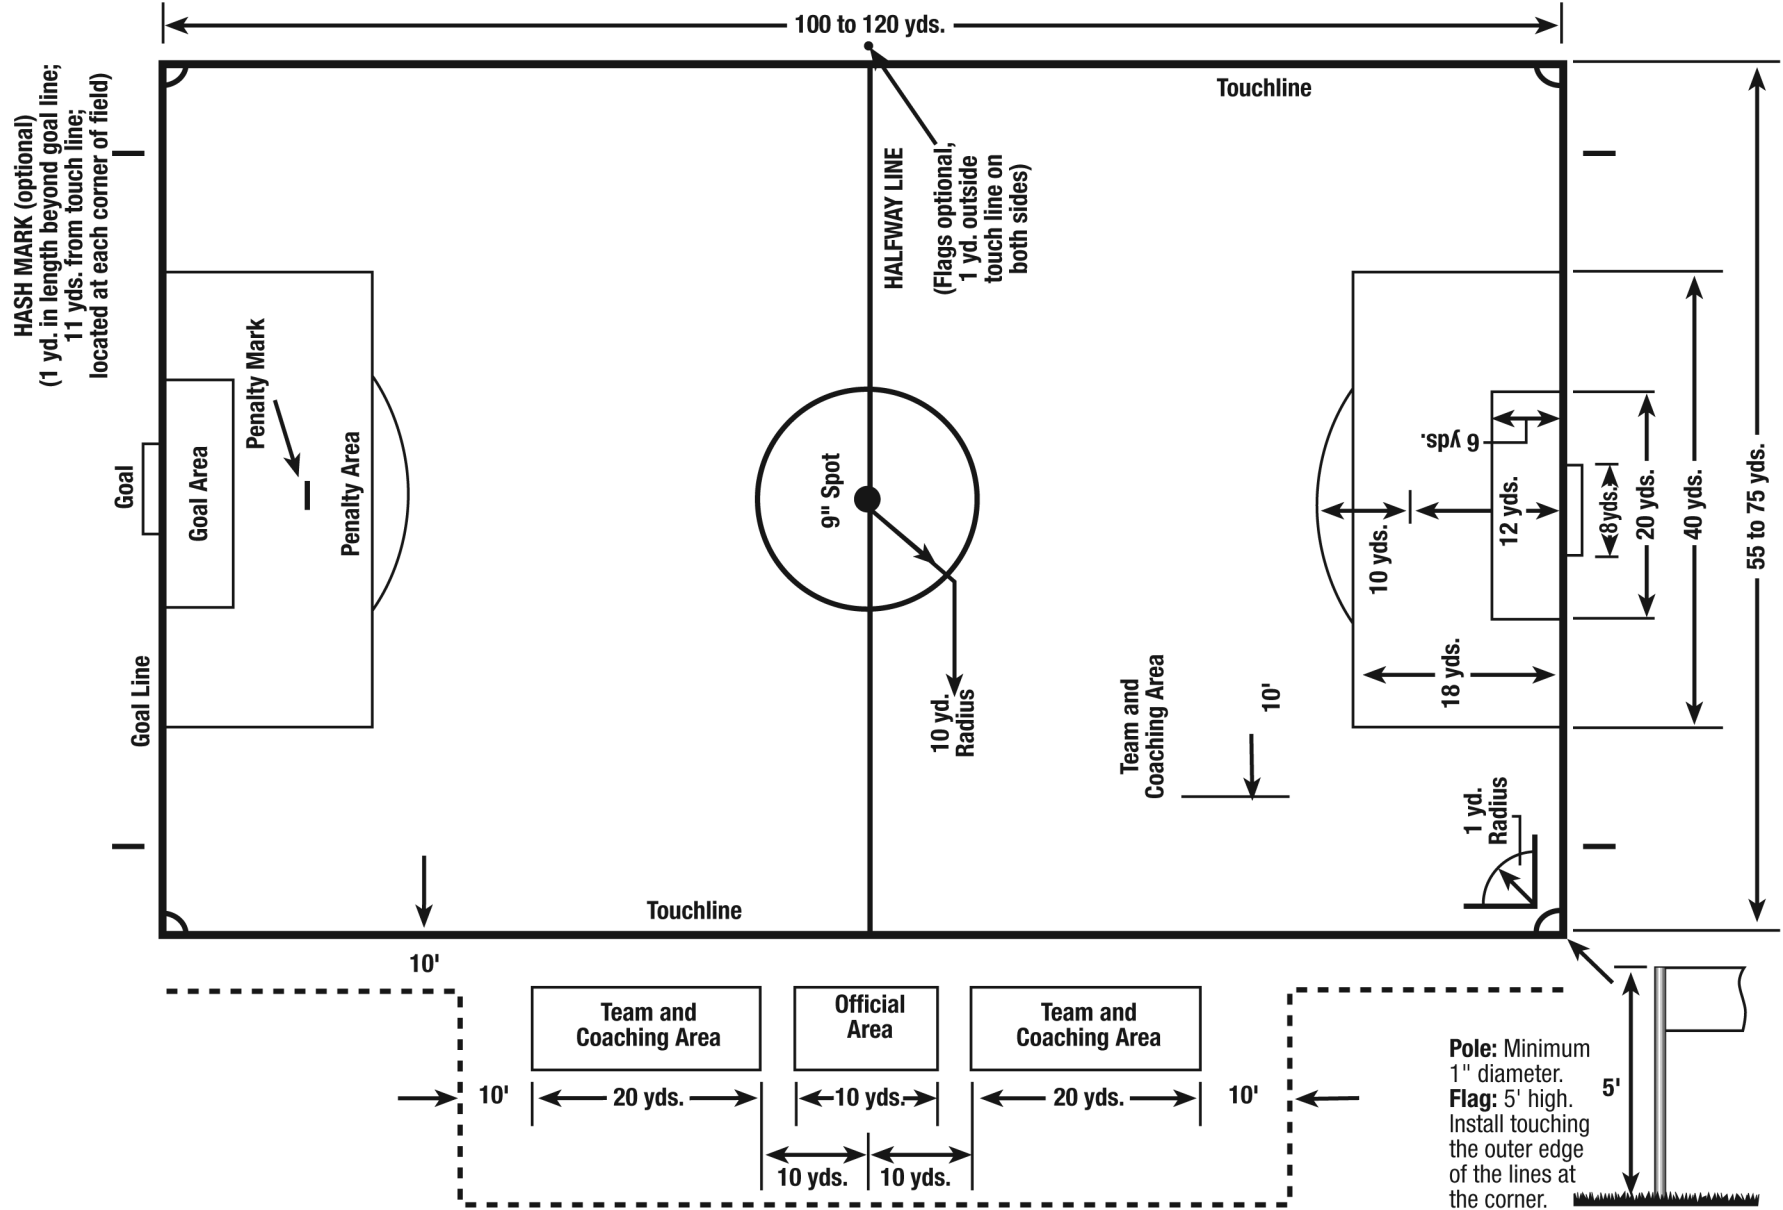 100 to 120 yds.
HASH MARK (optional)
(1 yd. in length beyond goal line;
11 yds. from touch line;
located at each corner of field)
Touchline
HALFWAY LINE
(Flags optional,
1 yd. outside
touch line on
both sides)
Penalty Mark
Goal
Goal Area
Penalty Area
Goal Line
9" Spot
10 yd.
Radius
6 yds.
12 yds.
10 yds.
18 yds.
8 yds.
20 yds.
40 yds.
55 to 75 yds.
Team and
Coaching Area
10'
1 yd.
Radius
Touchline
10'
Team and
Coaching Area
Official
Area
Team and
Coaching Area
10'
20 yds.
10 yds.
20 yds.
10'
10 yds.
10 yds.
Pole: Minimum
1" diameter.
Flag: 5' high.
Install touching
the outer edge
of the lines at
the corner.
5'